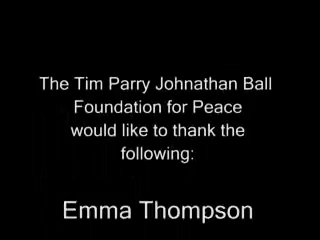 The Tim Parry Johnathan Ball
Foundation for Peace
would like to thank the
following:
Emma Thompson